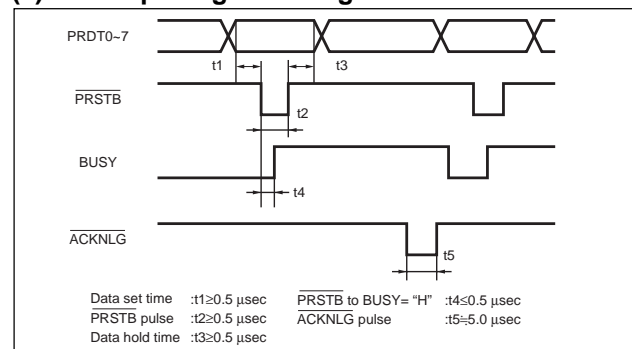 PRDT0~7
t1
t3
PRSTB
t2
BUSY
t4
ACKNLG
t5
Data set time :t1≥0.5 µsec PRSTB to BUSY= “H” :t4≤0.5 µsec
PRSTB pulse :t2≥0.5 µsec ACKNLG pulse :t5≒5.0 µsec
Data hold time :t3≥0.5 µsec